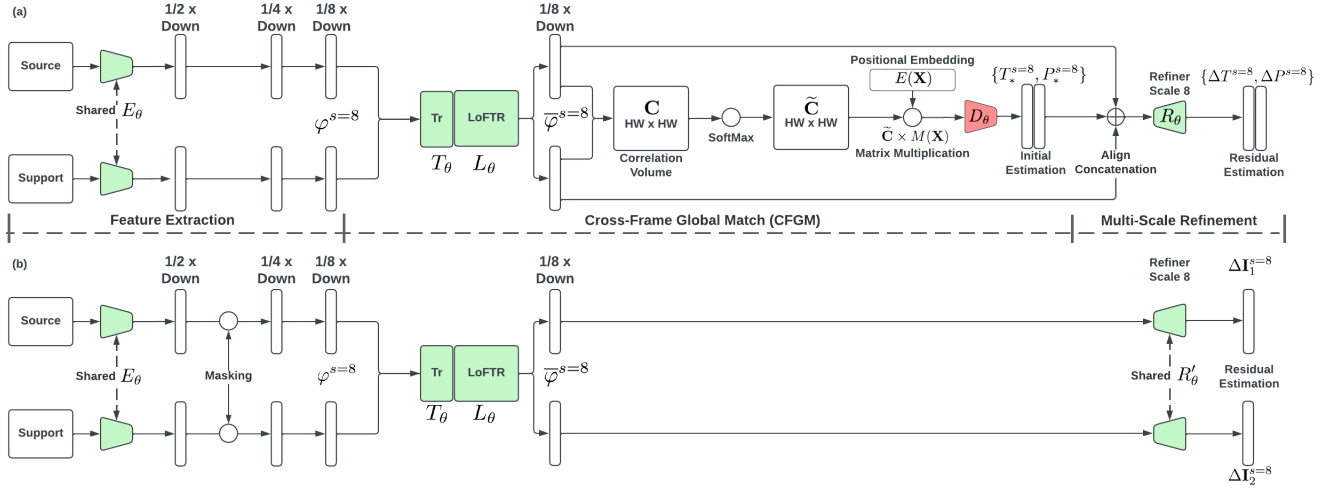 (a)
1/2 x
Down
1/4 x
Down
1/8 x
Down
1/8 x
Down
Source
Shared E_θ
Support
φ^{s=8}
Tr
LoFTR
T_θ
L_θ
φ̅^{s=8}
C
HW x HW
Correlation
Volume
SoftMax
C̃
HW x HW
Positional Embedding
E(X)
C̃ × M(X)
Matrix Multiplication
D_θ
{T_*^{s=8}, P_*^{s=8}}
Initial
Estimation
Align
Concatenation
Refiner
Scale 8
R_θ
{ΔT^{s=8}, ΔP^{s=8}}
Residual
Estimation
Feature Extraction
Cross-Frame Global Match (CFGM)
Multi-Scale Refinement
(b)
1/2 x
Down
1/4 x
Down
1/8 x
Down
1/8 x
Down
Source
Shared E_θ
Support
Masking
φ^{s=8}
Tr
LoFTR
T_θ
L_θ
φ̅^{s=8}
Refiner
Scale 8
Shared R′_θ
ΔI_1^{s=8}
Residual
Estimation
ΔI_2^{s=8}